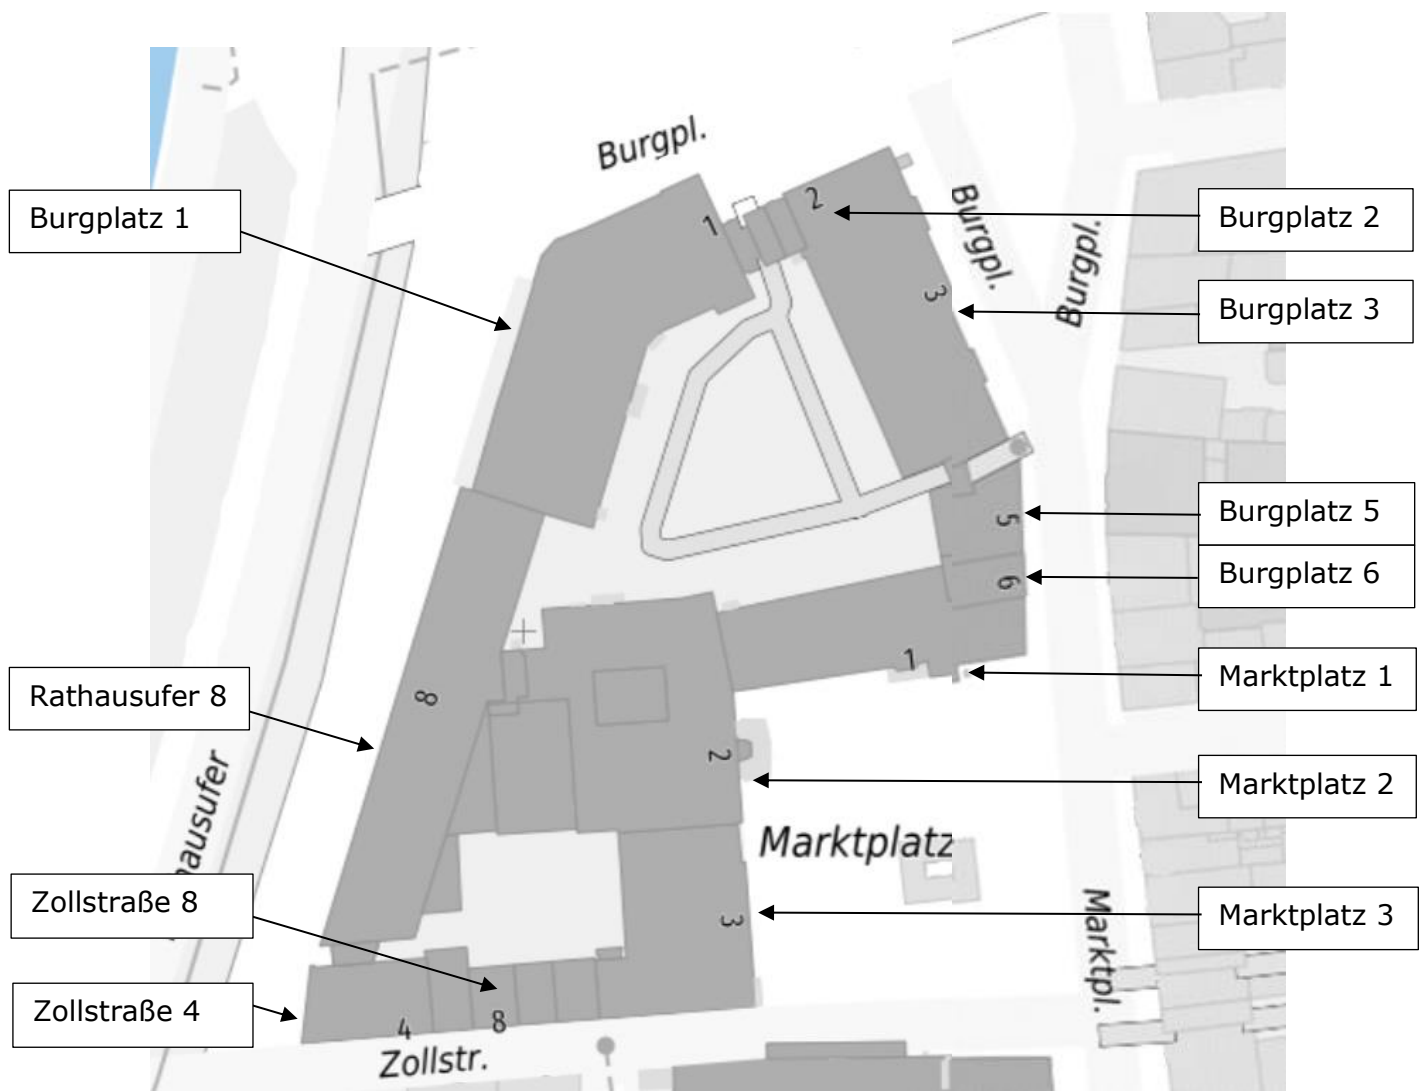 Burgpl.
Burgplatz 1
1
2
Burgpl.
Burgpl.
Burgplatz 2
3
Burgplatz 3
5
Burgplatz 5
6
Burgplatz 6
1
Marktplatz 1
Rathausufer 8
8
2
Marktplatz 2
Marktplatz
Zollstraße 8
3
Marktplatz 3
Marktpl.
Zollstraße 4
4
8
Zollstr.